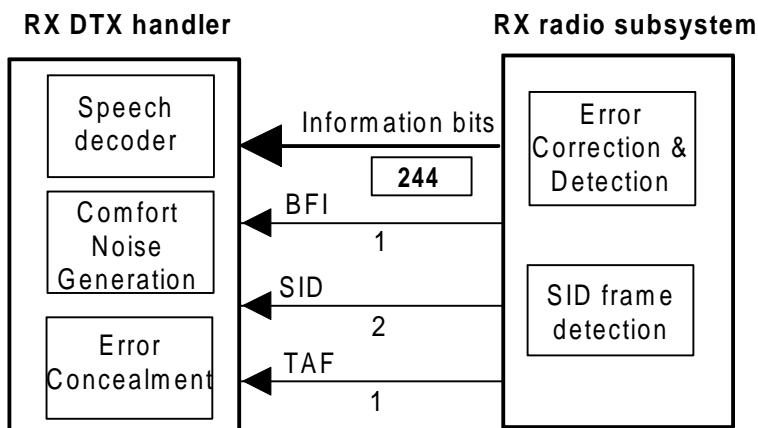 RX DTX handler
RX radio subsystem
Speech
decoder
Information bits
244
Error
Correction &
Detection
Comfort
Noise
Generation
BFI
1
SID
2
SID frame
detection
Error
Concealment
TAF
1